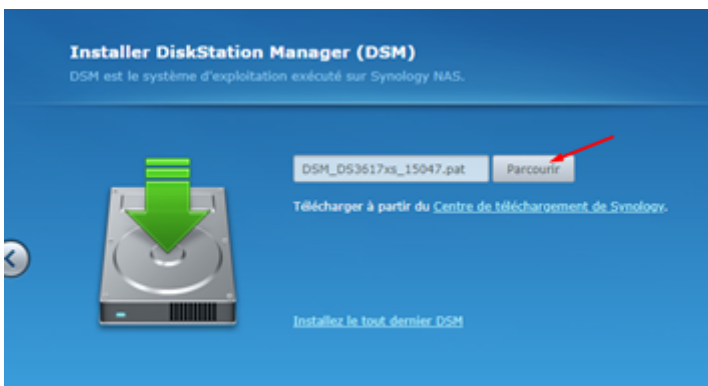 Installer DiskStation Manager (DSM)
DSM est le système d'exploitation exécuté sur Synology NAS.
DSM_DS3617xs_15047.pat
Parcourir
Télécharger à partir du Centre de téléchargement de Synology.
Installez le tout dernier DSM